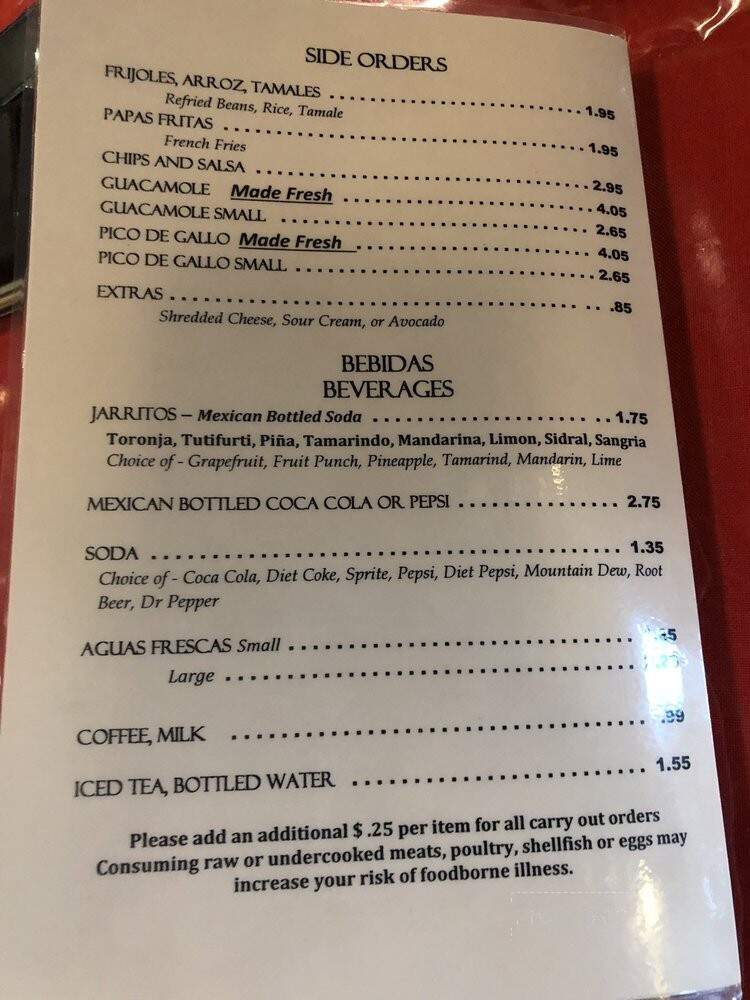 SIDE ORDERS
FRIJOLES, ARROZ, TAMALES 1.95
Refried Beans, Rice, Tamale
PAPAS FRITAS 1.95
French Fries
CHIPS AND SALSA 2.95
GUACAMOLE Made Fresh 4.05
GUACAMOLE SMALL 2.65
PICO DE GALLO Made Fresh 4.05
PICO DE GALLO SMALL 2.65
EXTRAS .85
Shredded Cheese, Sour Cream, or Avocado
BEBIDAS
BEVERAGES
JARRITOS – Mexican Bottled Soda 1.75
Toronja, Tutifurti, Piña, Tamarindo, Mandarina, Limon, Sidral, Sangria
Choice of - Grapefruit, Fruit Punch, Pineapple, Tamarind, Mandarin, Lime
MEXICAN BOTTLED COCA COLA OR PEPSI 2.75
SODA 1.35
Choice of - Coca Cola, Diet Coke, Sprite, Pepsi, Diet Pepsi, Mountain Dew, Root
Beer, Dr Pepper
AGUAS FRESCAS Small
Large
COFFEE, MILK .99
ICED TEA, BOTTLED WATER 1.55
Please add an additional $ .25 per item for all carry out orders
Consuming raw or undercooked meats, poultry, shellfish or eggs may
increase your risk of foodborne illness.